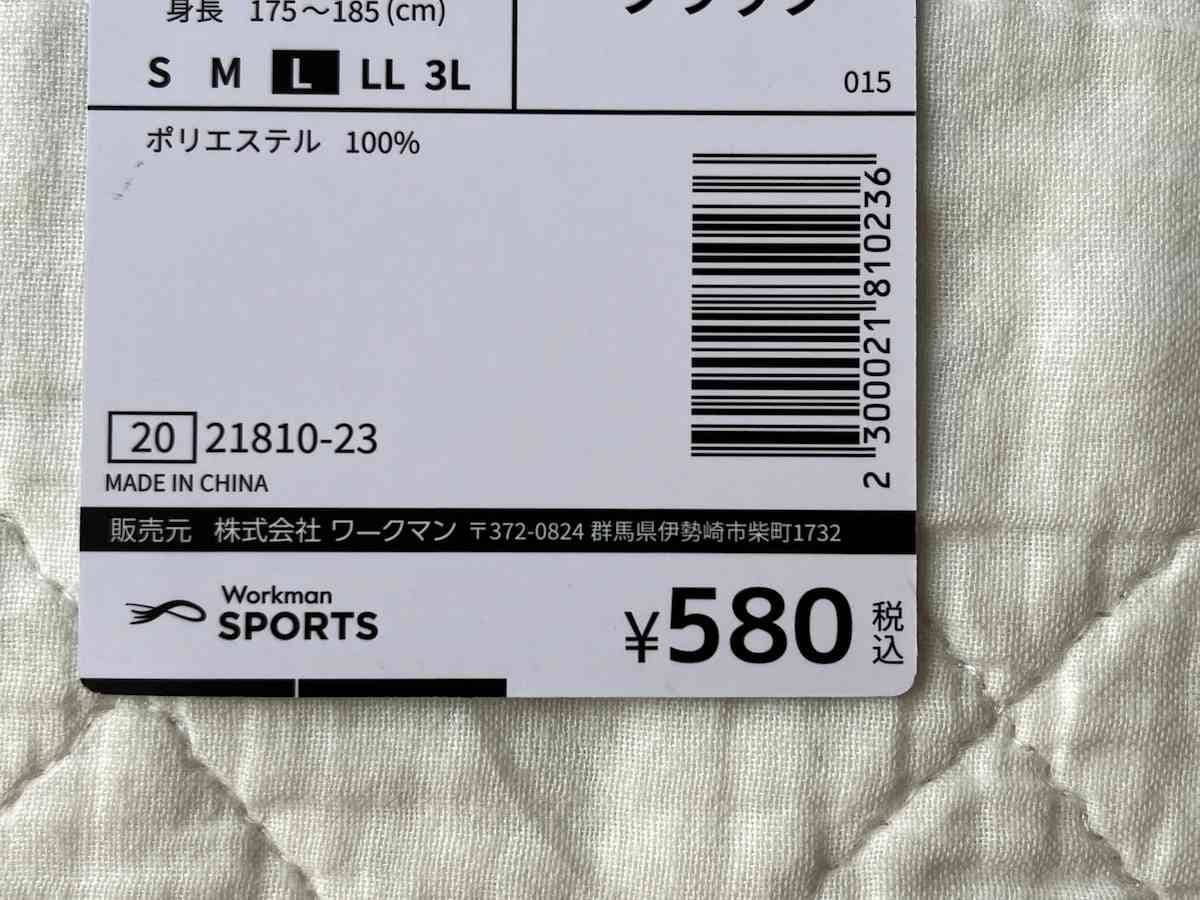 身長 175〜185(cm)
S M L LL 3L
015
ポリエステル 100%
2 300021 810236
20 21810-23
MADE IN CHINA
販売元 株式会社 ワークマン 〒372-0824 群馬県伊勢崎市柴町1732
Workman
SPORTS
¥580 税込